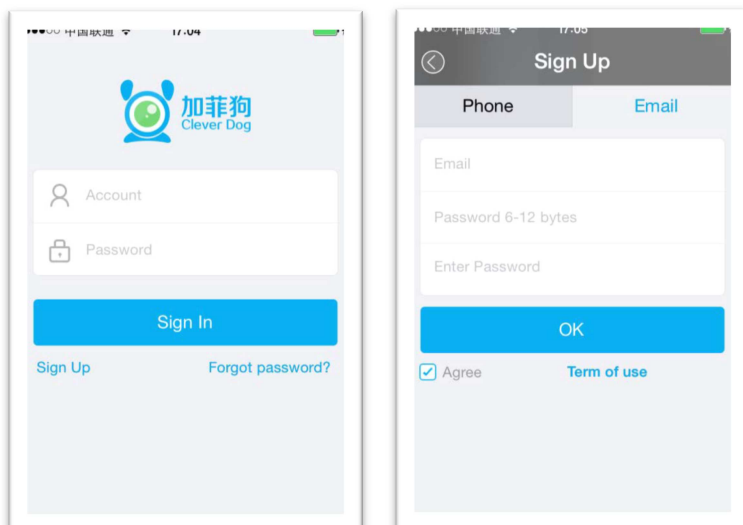 中国联通
17:04
加菲狗
Clever Dog
Account
Password
Sign In
Sign Up
Forgot password?
中国联通
17:05
Sign Up
Phone
Email
Email
Password 6-12 bytes
Enter Password
OK
Agree
Term of use